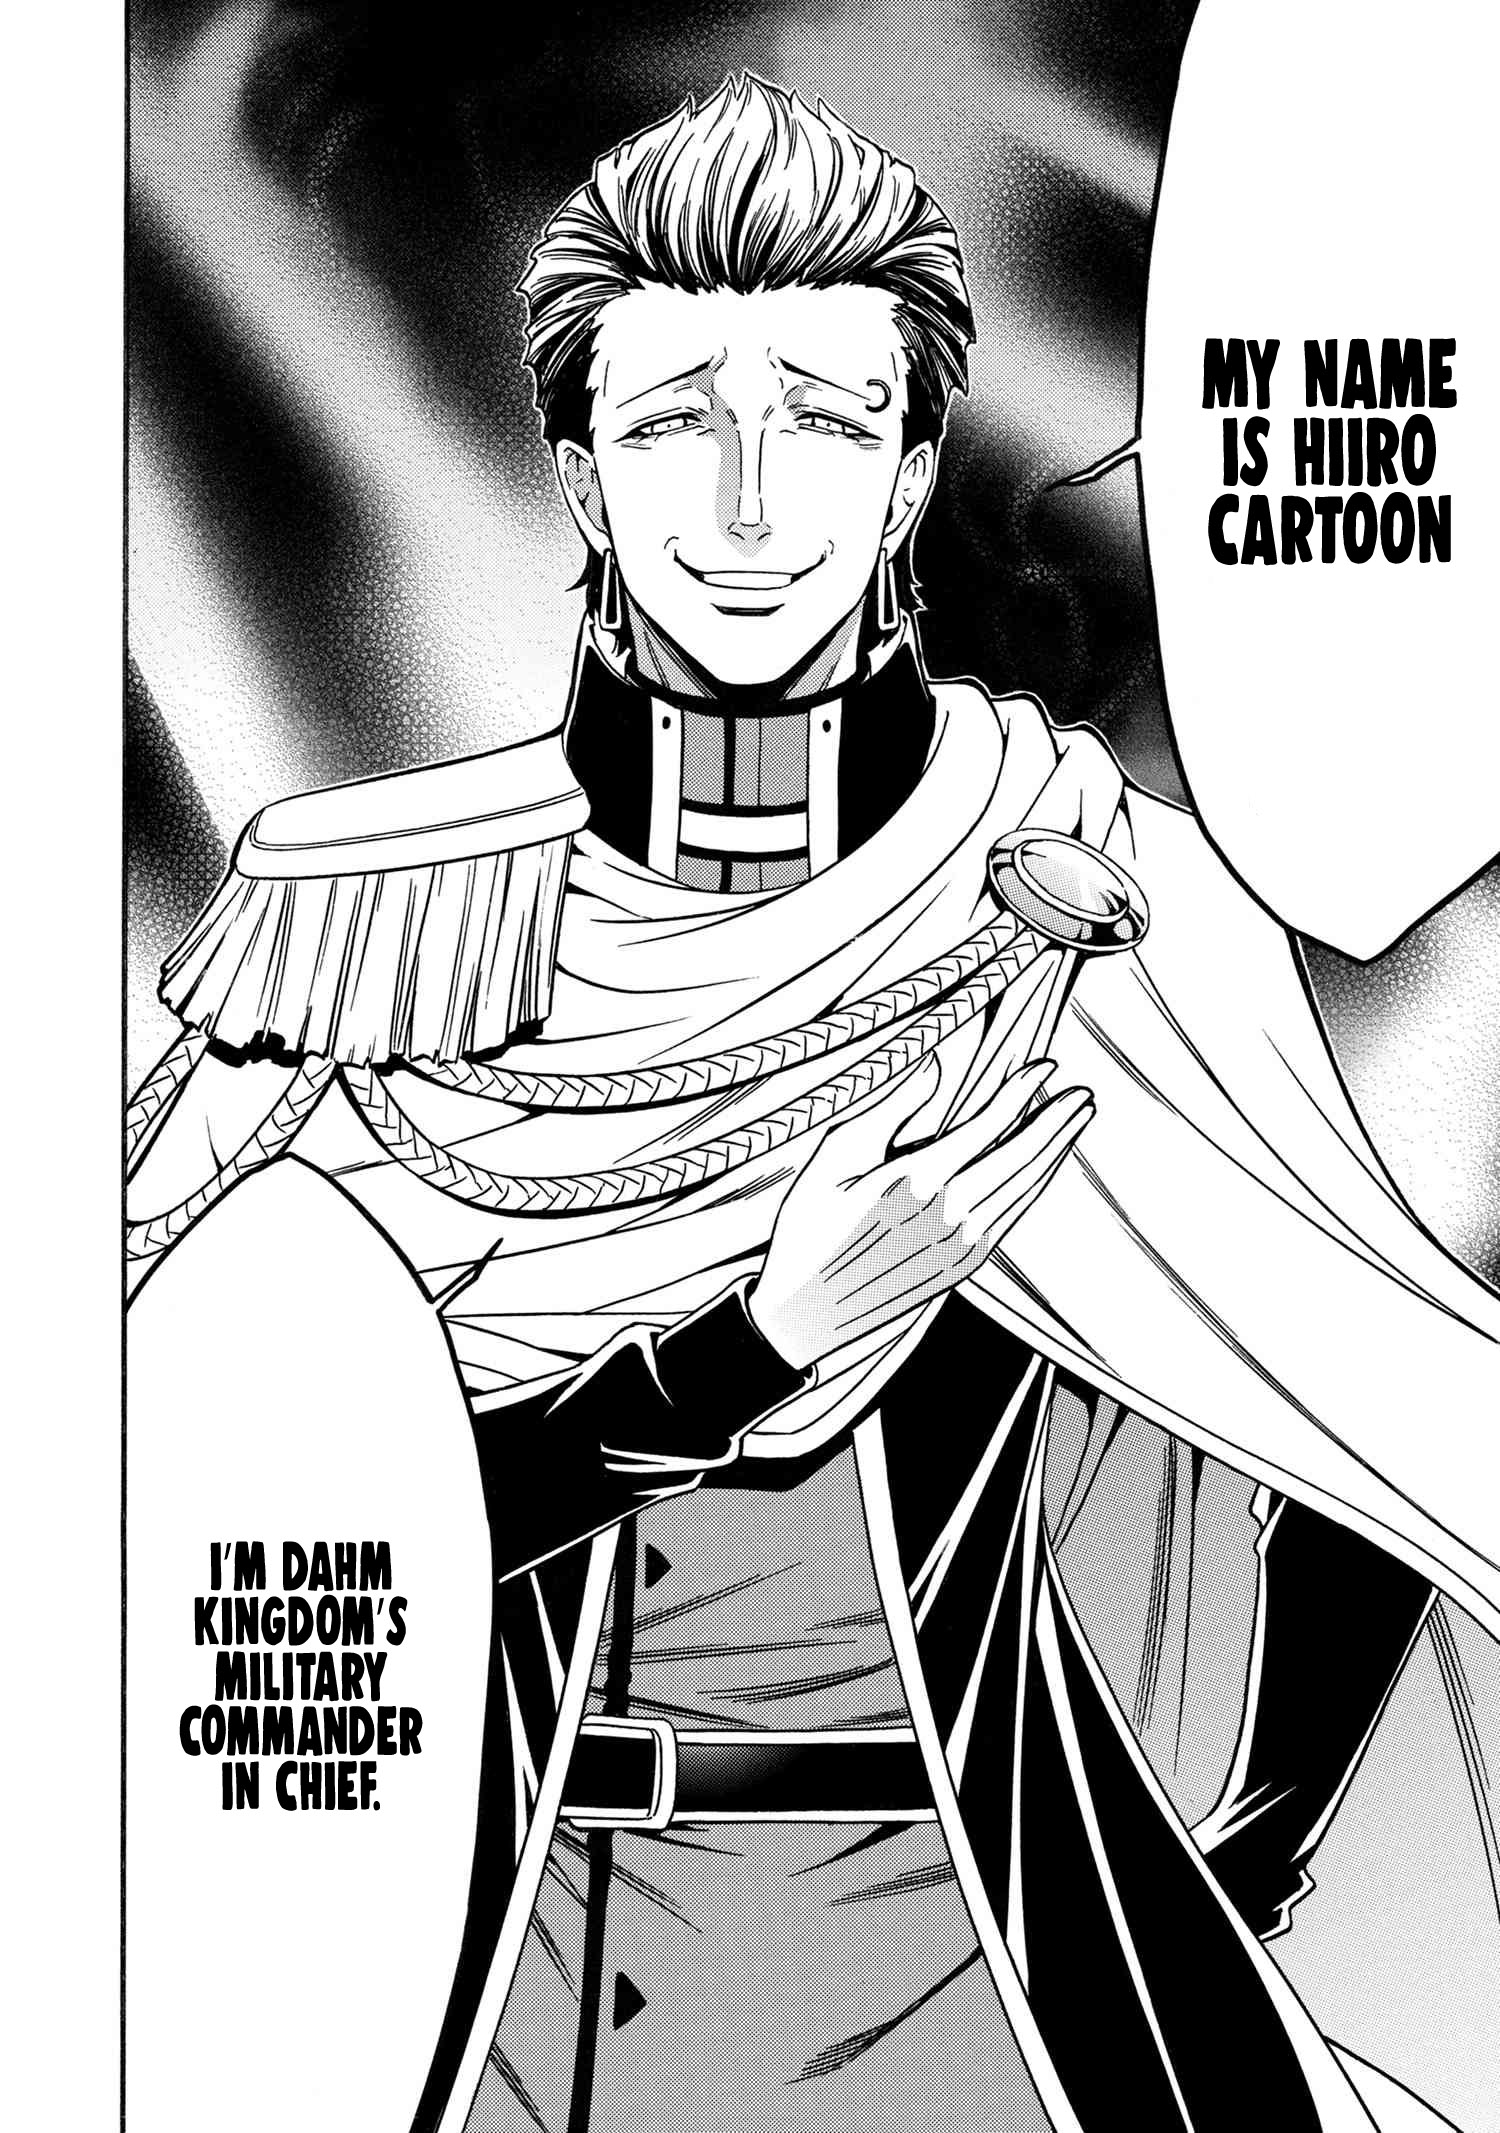 MY NAME
IS HIIRO
CARTOON
I'M DAHM
KINGDOM'S
MILITARY
COMMANDER
IN CHIEF.